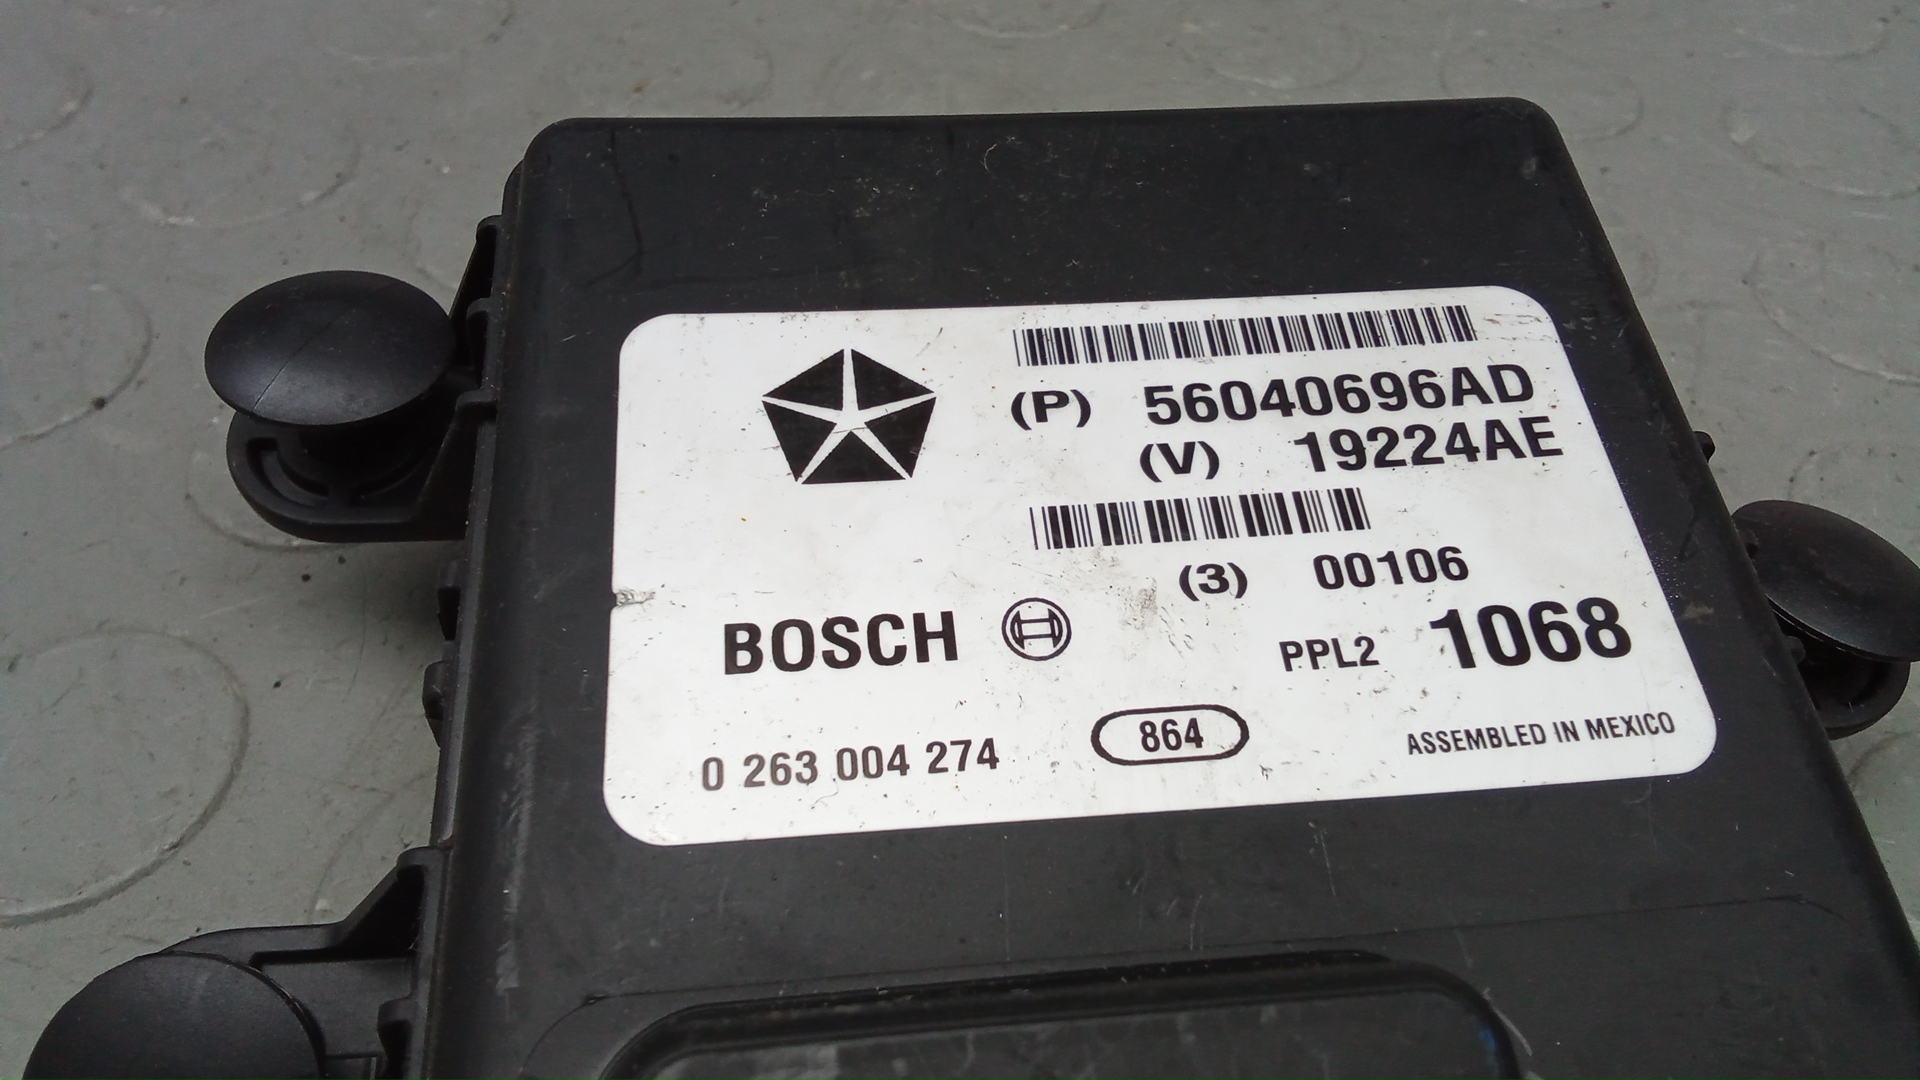 (P) 56040696AD
(V) 19224AE
(3) 00106
BOSCH
PPL2 1068
0 263 004 274
864
ASSEMBLED IN MEXICO